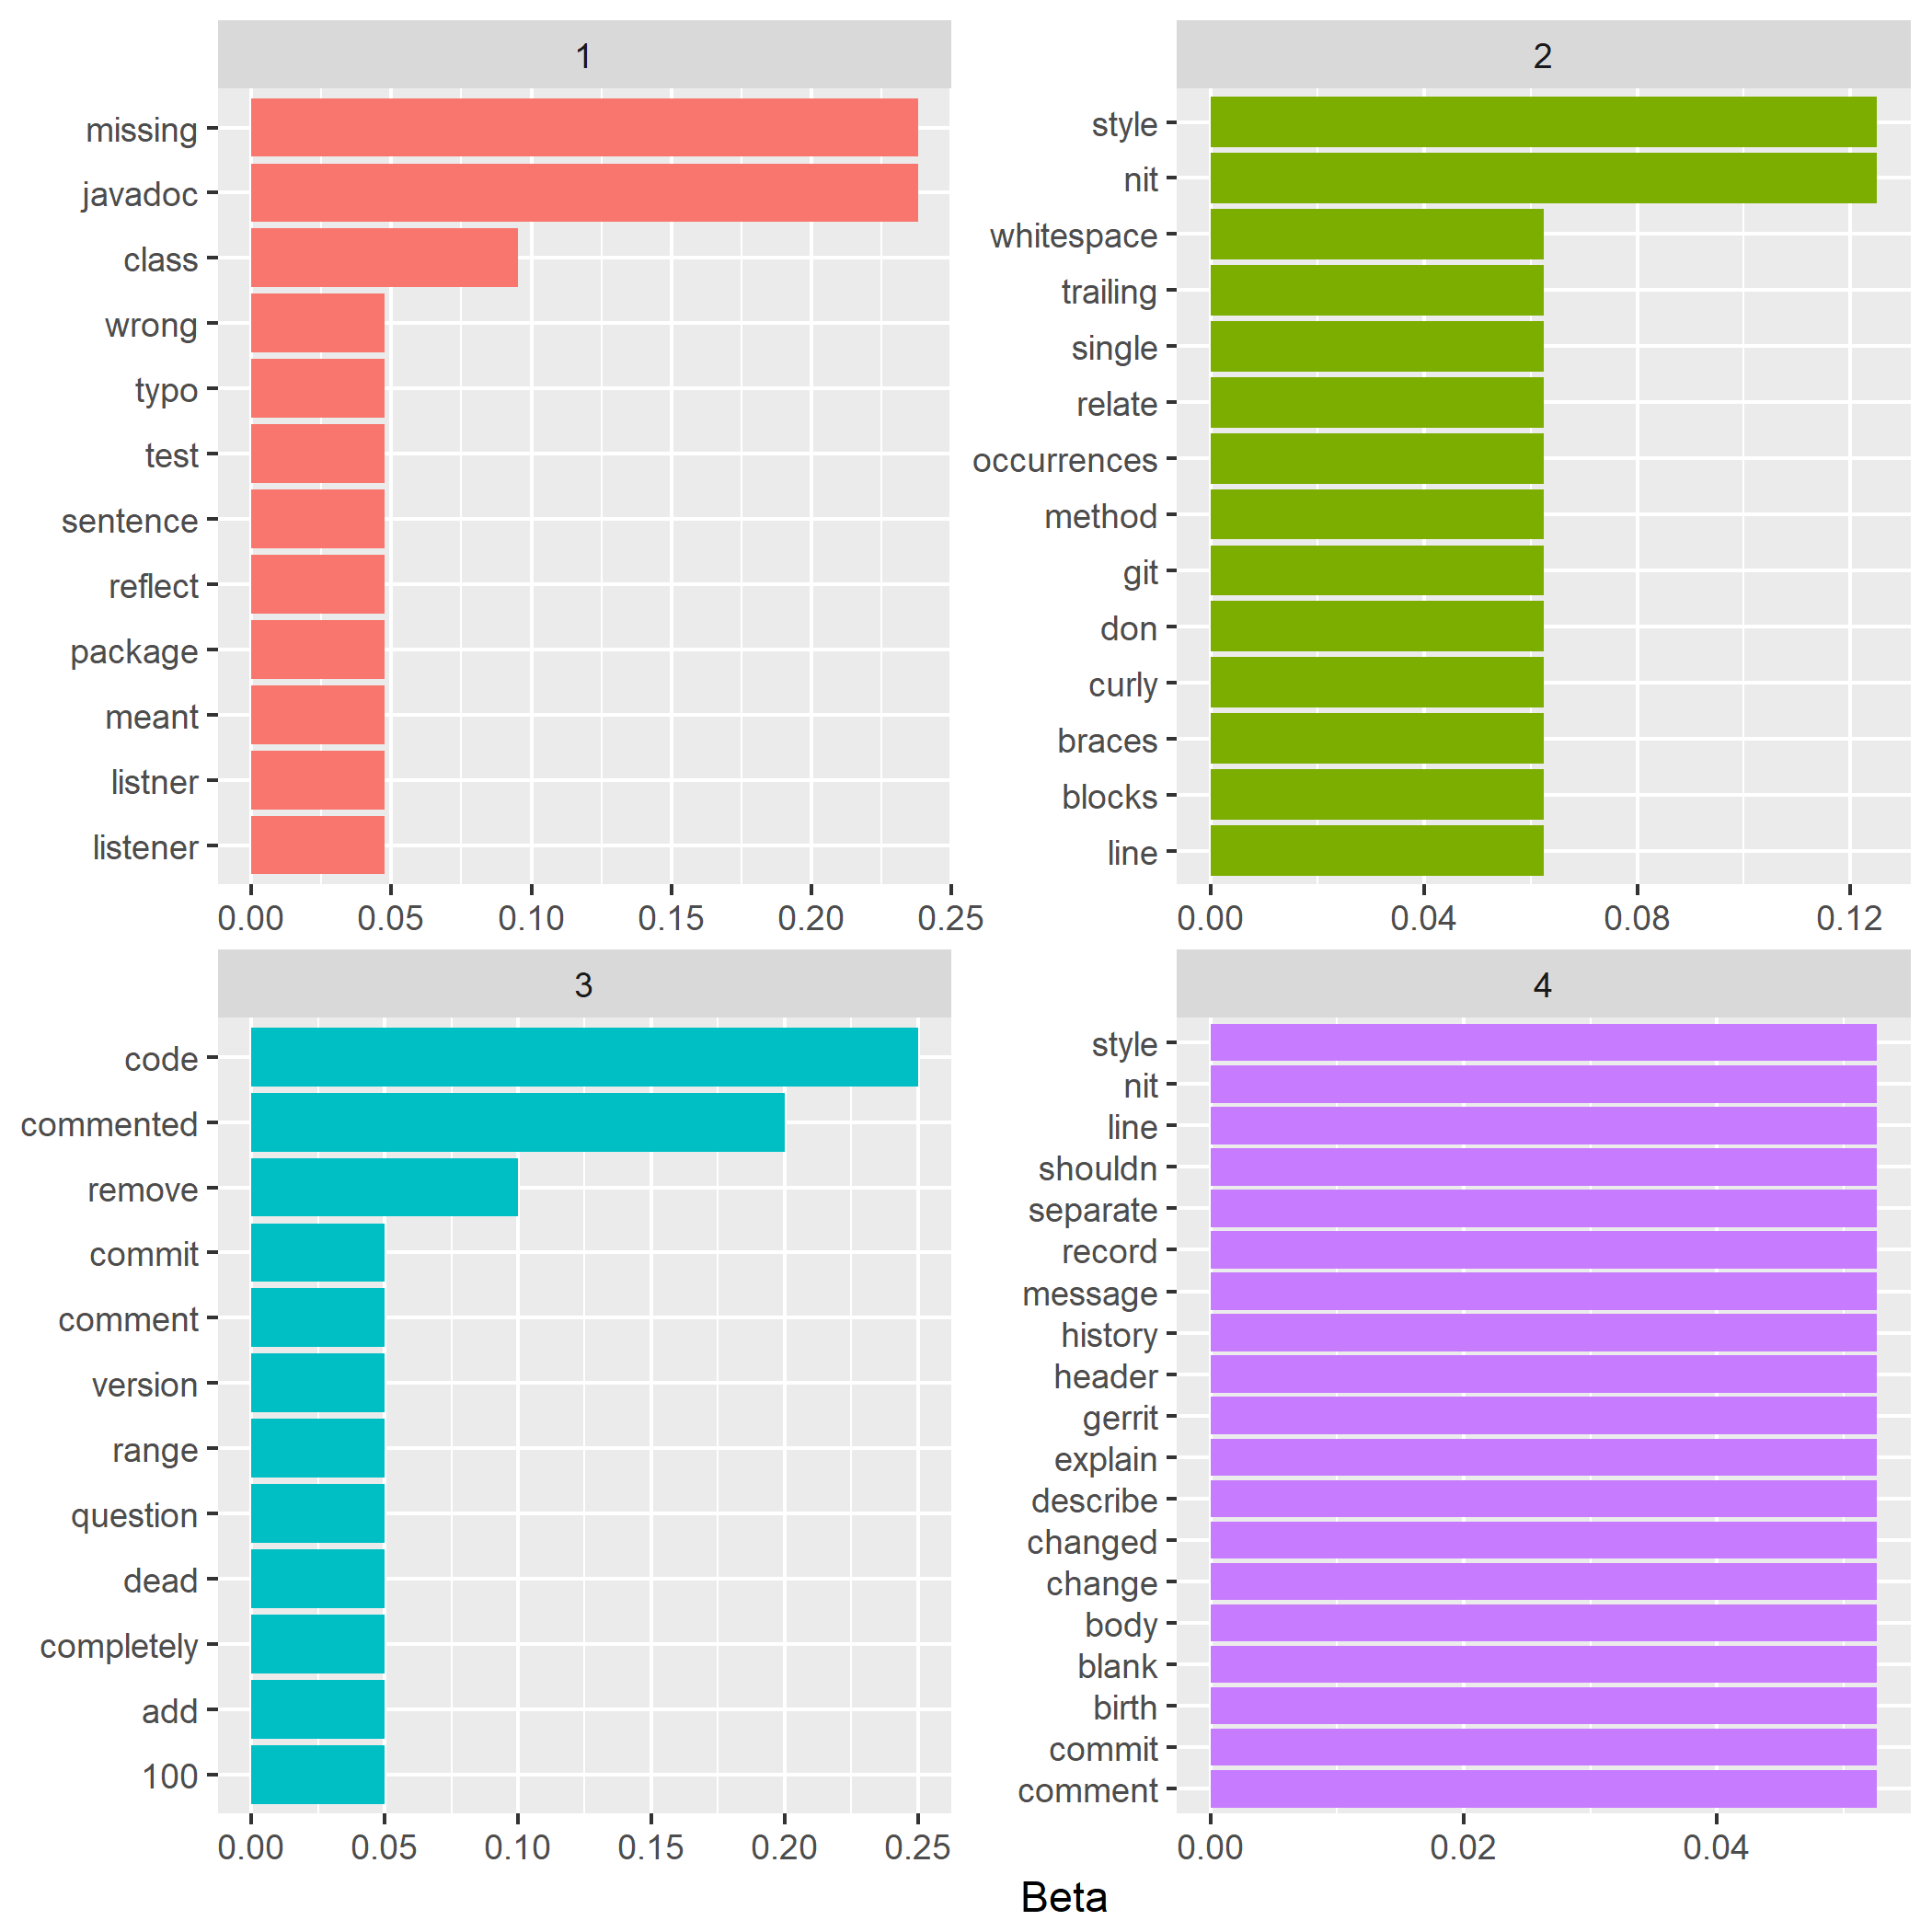 1
missing
javadoc
class
wrong
typo
test
sentence
reflect
package
meant
listner
listener
0.00 0.05 0.10 0.15 0.20 0.25
2
style
nit
whitespace
trailing
single
relate
occurrences
method
git
don
curly
braces
blocks
line
0.00 0.04 0.08 0.12
3
code
commented
remove
commit
comment
version
range
question
dead
completely
add
100
0.00 0.05 0.10 0.15 0.20 0.25
4
style
nit
line
shouldn
separate
record
message
history
header
gerrit
explain
describe
changed
change
body
blank
birth
commit
comment
0.00 0.02 0.04
Beta